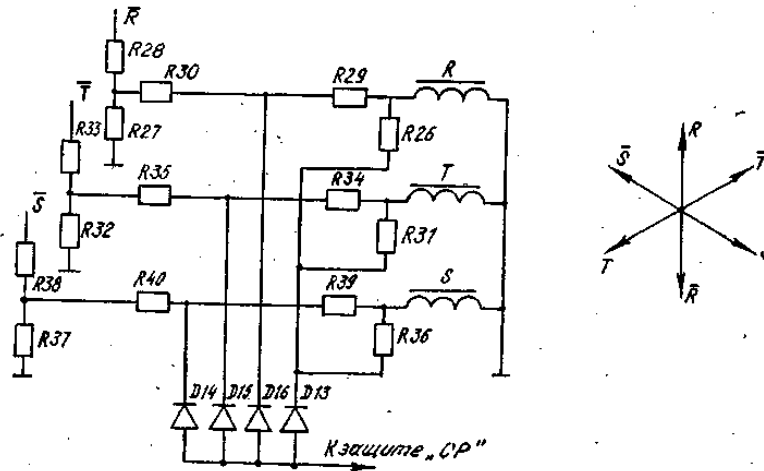 R̅
R28
R30
R29
R
T̅
R33
R27
R26
R35
R34
T
S̅
R32
R31
R38
R40
R39
S
R37
R36
D14 D15 D16 D13
К защите „СР"
R
S̅
T
R̅